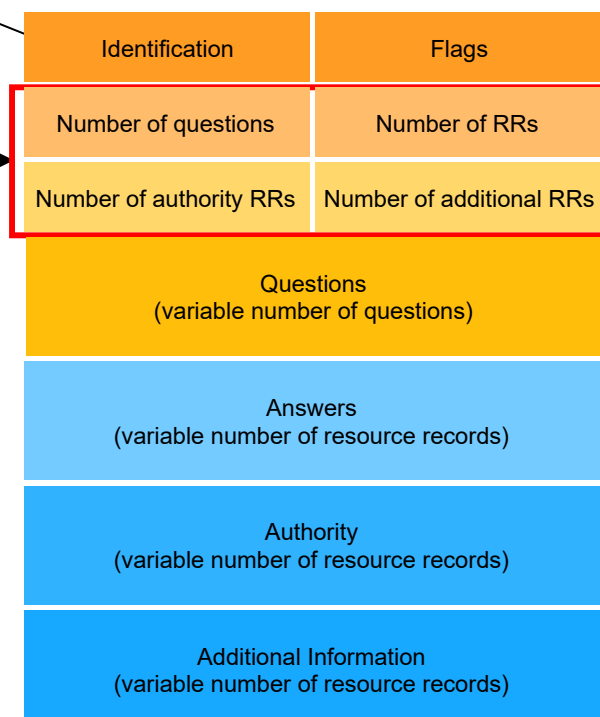 Identification
Flags
Number of questions
Number of RRs
Number of authority RRs
Number of additional RRs
Questions
(variable number of questions)
Answers
(variable number of resource records)
Authority
(variable number of resource records)
Additional Information
(variable number of resource records)